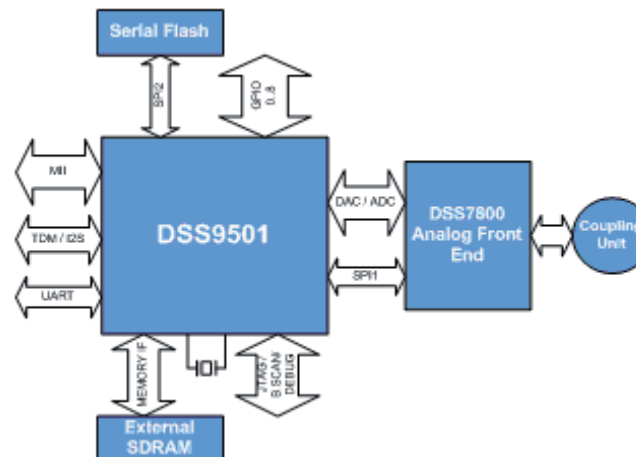 Serial Flash
SPI2
GPIO
0..8
MII
DAC / ADC
DSS9501
DSS7800
Analog Front
End
Coupling
Unit
TDM / I2S
SPI1
UART
MEMORY I/F
JTAG /
B SCAN/
DEBUG
External
SDRAM